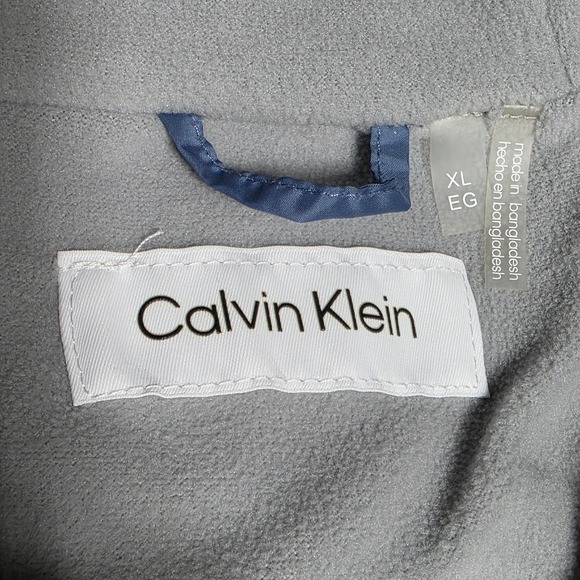 Calvin Klein
XL
EG
made in bangladesh
hecho en bangladesh